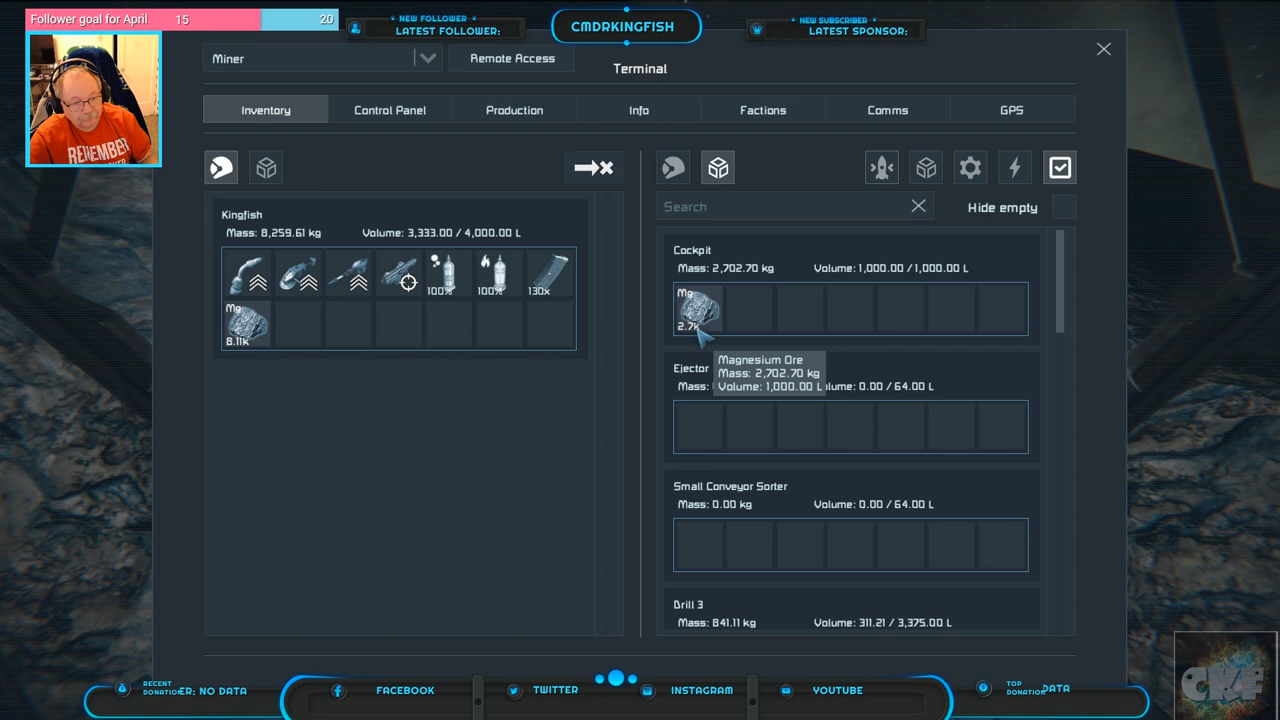 Follower goal for April 15 20
NEW FOLLOWER
LATEST FOLLOWER:
CMDRKINGFISH
NEW SUBSCRIBER
LATEST SPONSOR:
REMEMBER
Miner
Remote Access
Terminal
Inventory
Control Panel
Production
Info
Factions
Comms
GPS
Search
Hide empty
Kingfish
Mass: 8,259.61 kg Volume: 3,333.00 / 4,000.00 L
100% 100% 130x
Mg
8.11k
Cockpit
Mass: 2,702.70 kg Volume: 1,000.00 / 1,000.00 L
Mg
2.7k
Magnesium Ore
Mass: 2,702.70 kg
Volume: 1,000.00 L
Ejector
Mass: lume: 0.00 / 64.00 L
Small Conveyor Sorter
Mass: 0.00 kg Volume: 0.00 / 64.00 L
Drill 3
Mass: 841.11 kg Volume: 311.21 / 3,375.00 L
RECENT
DONATION ER: NO DATA
FACEBOOK
TWITTER
INSTAGRAM
YOUTUBE
TOP
DONATION DATA
CKF